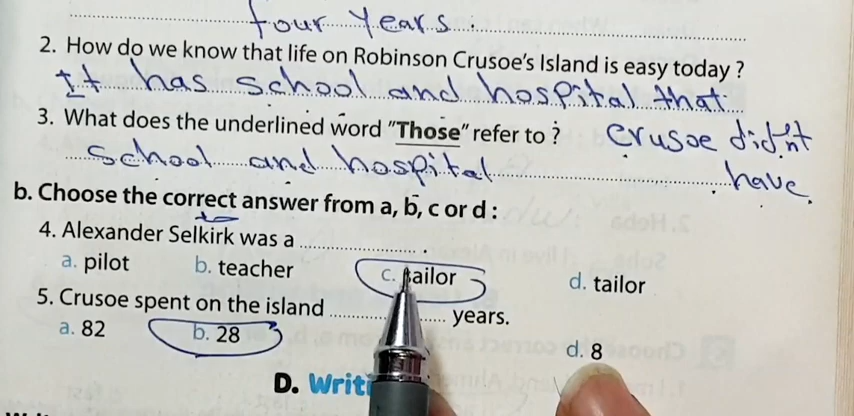 four years.
2. How do we know that life on Robinson Crusoe's Island is easy today ?
It has school and hospital that
3. What does the underlined word "Those" refer to ? crusoe did'nt
school and hospital have.
b. Choose the correct answer from a, b, c or d :
4. Alexander Selkirk was a .................... .
a. pilot b. teacher c. sailor d. tailor
5. Crusoe spent on the island .................... years.
a. 82 b. 28 d. 8
D. Writi